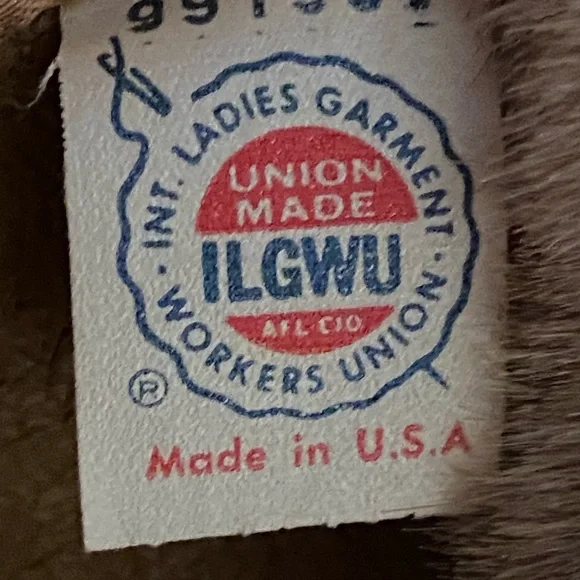 INT. LADIES GARMENT
UNION
MADE
ILGWU
AFL-CIO
· WORKERS UNION ·
®
Made in U.S.A